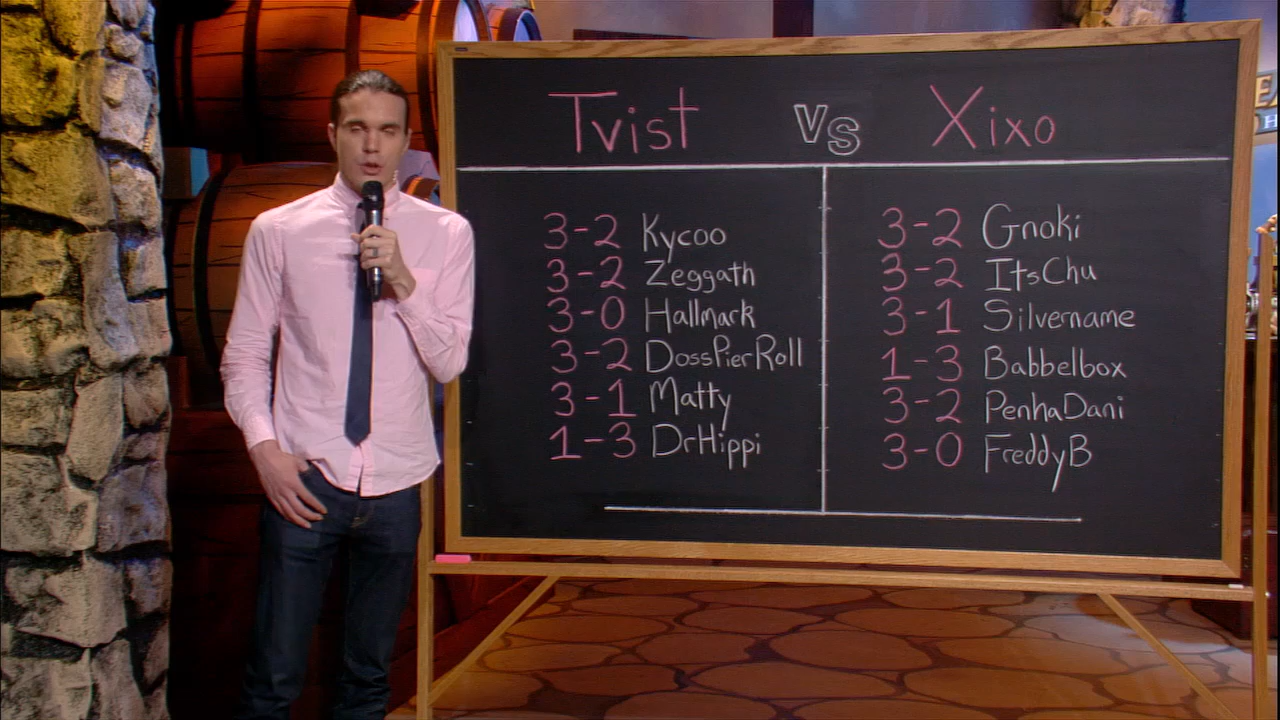 Tvist Vs Xixo
3-2 Kycoo
3-2 Zeggath
3-0 Hallmark
3-2 DossPierRoll
3-1 Matty
1-3 DrHippi
3-2 Gnoki
3-2 ItsChu
3-1 Silvername
1-3 Babbelbox
3-2 PenhaDani
3-0 FreddyB